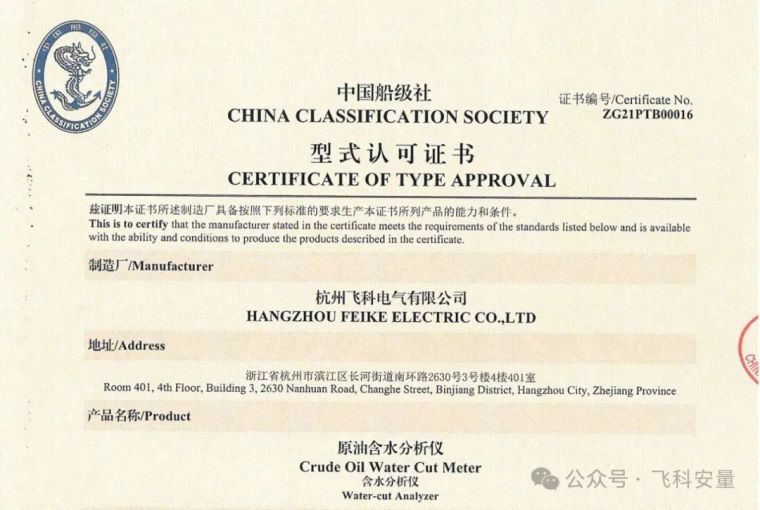 中国船级社
CHINA CLASSIFICATION SOCIETY
中国船级社
CHINA CLASSIFICATION SOCIETY
证书编号/Certificate No.
ZG21PTB00016
型式认可证书
CERTIFICATE OF TYPE APPROVAL
兹证明本证书所述制造厂具备按照下列标准的要求生产本证书所列产品的能力和条件。
This is to certify that the manufacturer stated in the certificate meets the requirements of the standards listed below and is available
with the ability and conditions to produce the products described in the certificate.
制造厂/Manufacturer
杭州飞科电气有限公司
HANGZHOU FEIKE ELECTRIC CO.,LTD
地址/Address
浙江省杭州市滨江区长河街道南环路2630号3号楼4楼401室
Room 401, 4th Floor, Building 3, 2630 Nanhuan Road, Changhe Street, Binjiang District, Hangzhou City, Zhejiang Province
产品名称/Product
原油含水分析仪
Crude Oil Water Cut Meter
含水分析仪
Water-cut Analyzer
公众号·飞科安量